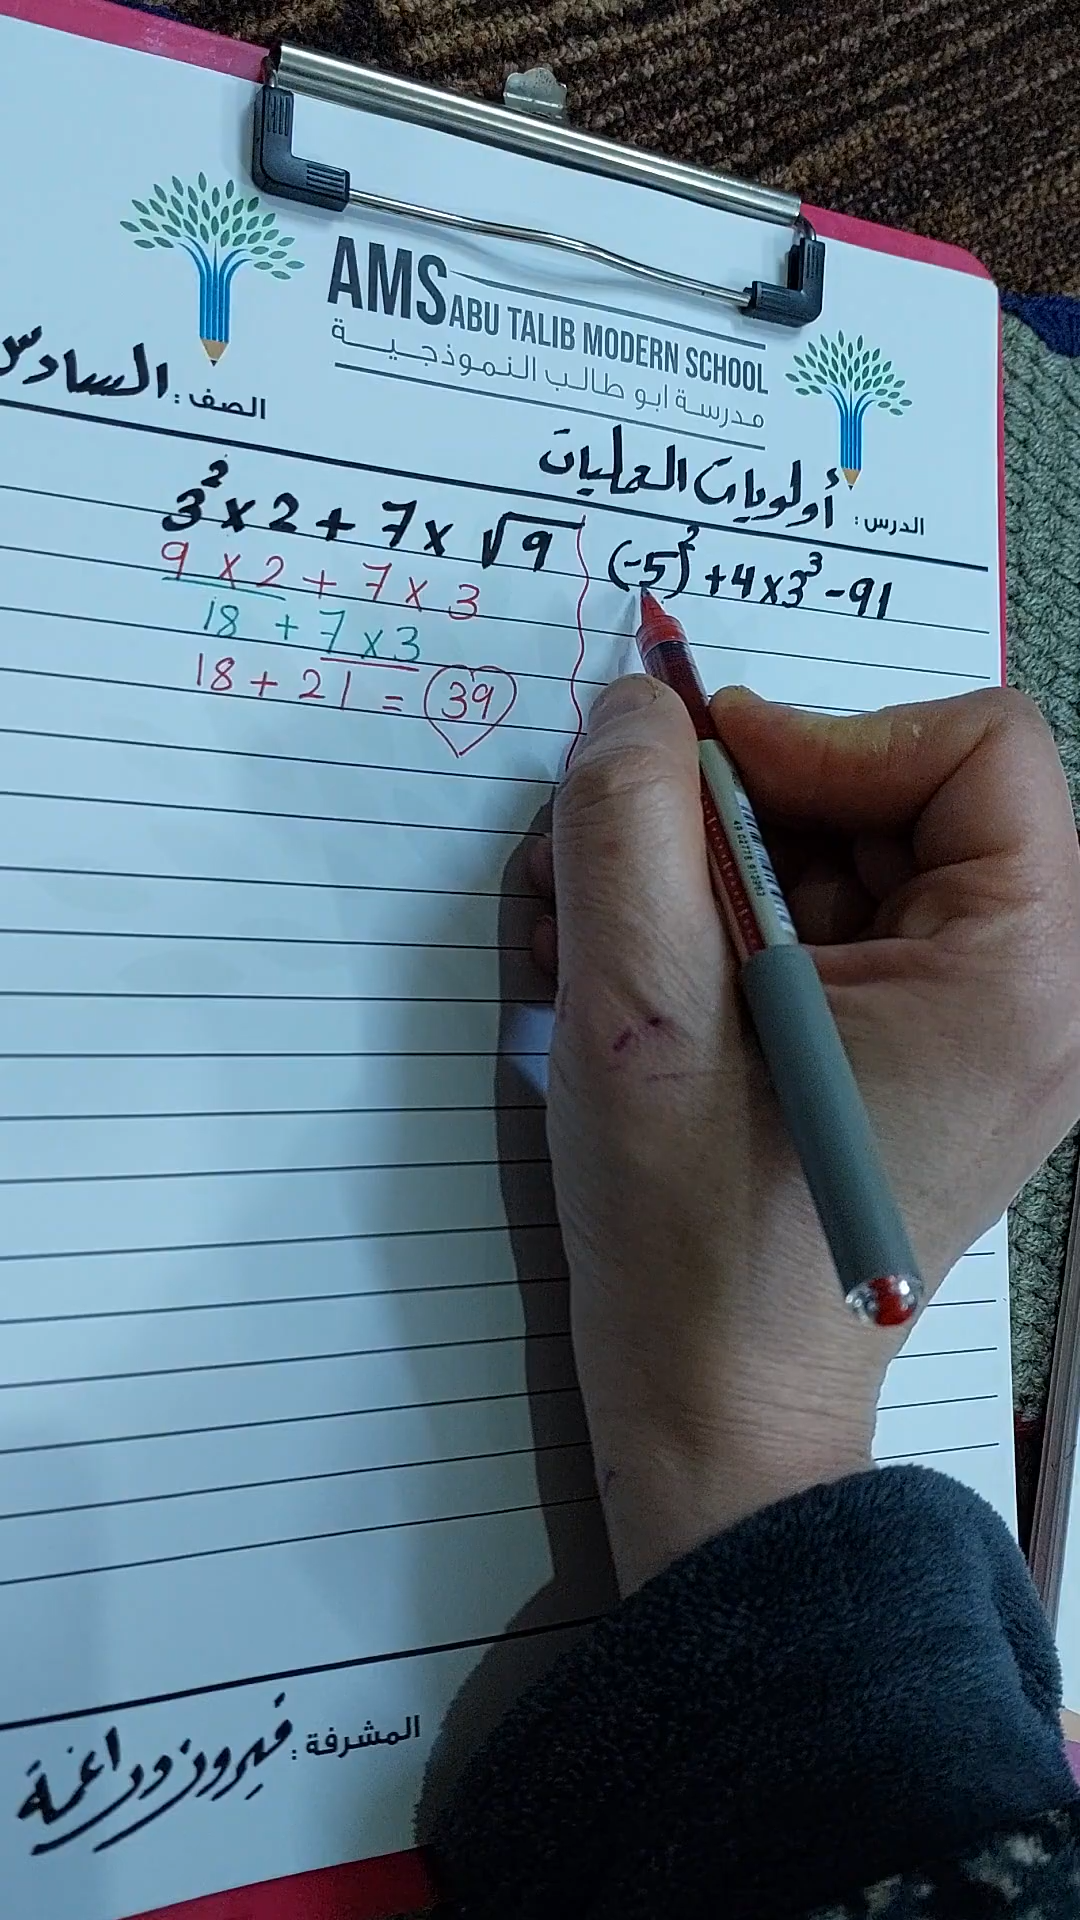 AMS ABU TALIB MODERN SCHOOL
مدرسة ابو طالب النموذجية
الصف: السادس
الدرس: أولويات العمليات
3² × 2 + 7 × √9
9 × 2 + 7 × 3
18 + 7 × 3
18 + 21 = 39
(-5)² + 4 × 3³ - 91
المشرفة: فيروز دراغمة